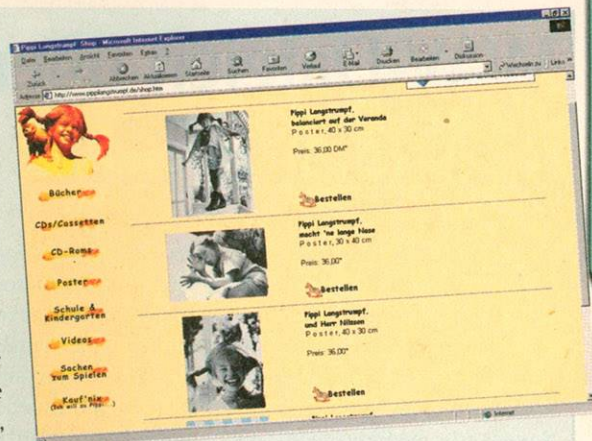 Pippi Langstrumpf Shop - Microsoft Internet Explorer
Datei Bearbeiten Ansicht Favoriten Extras ?
Zurück
Abbrechen Aktualisieren Startseite Suchen Favoriten Verlauf E-Mail Drucken Bearbeiten Diskussion
Adresse http://www.pippilangstrumpf.de/shop.htm Wechseln zu Links
Bücher
CDs/Cassetten
CD-Roms
Poster
Schule &
Kindergarten
Videos
Sachen
zum Spielen
Kauf'nix
Pippi Langstrumpf,
balanciert auf der Veranda
Poster, 40 x 30 cm
Preis: 36,00 DM*
Bestellen
Pippi Langstrumpf,
macht 'ne lange Nase
Poster, 30 x 40 cm
Preis: 36,00*
Bestellen
Pippi Langstrumpf,
und Herr Nilsson
Poster, 40 x 30 cm
Preis: 36,00*
Bestellen
Internet